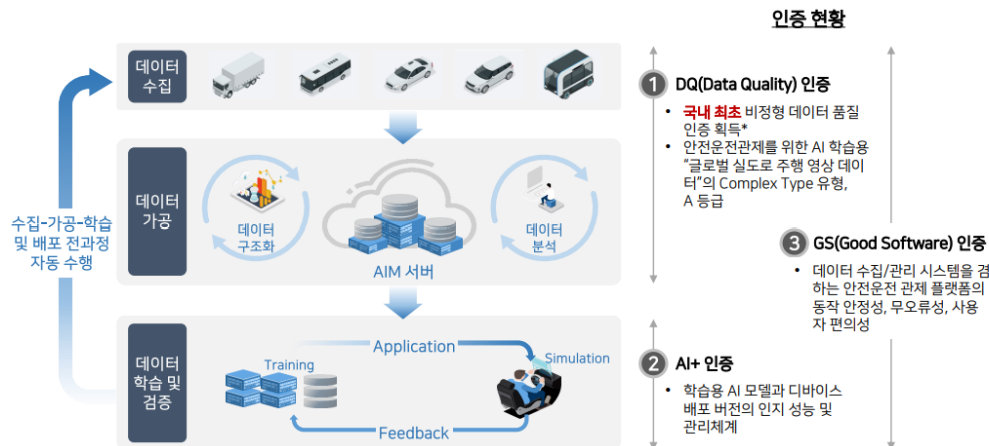 인증 현황
데이터
수집
1 DQ(Data Quality) 인증
• 국내 최초 비정형 데이터 품질
인증 획득*
• 안전운전관제를 위한 AI 학습용
“글로벌 실도로 주행 영상 데이
터”의 Complex Type 유형,
A 등급
데이터
가공
데이터
구조화
AIM 서버
데이터
분석
수집-가공-학습
및 배포 전과정
자동 수행
3 GS(Good Software) 인증
• 데이터 수집/관리 시스템을 겸
하는 안전운전 관제 플랫폼의
동작 안정성, 무오류성, 사용
자 편의성
데이터
학습 및
검증
Training
Application
Simulation
Feedback
2 AI+ 인증
• 학습용 AI 모델과 디바이스
배포 버전의 인지 성능 및
관리체계